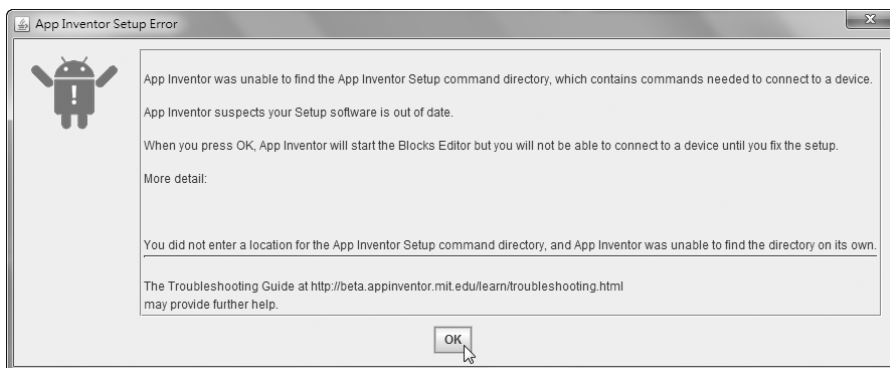 App Inventor Setup Error
App Inventor was unable to find the App Inventor Setup command directory, which contains commands needed to connect to a device.
App Inventor suspects your Setup software is out of date.
When you press OK, App Inventor will start the Blocks Editor but you will not be able to connect to a device until you fix the setup.
More detail:
You did not enter a location for the App Inventor Setup command directory, and App Inventor was unable to find the directory on its own.
The Troubleshooting Guide at http://beta.appinventor.mit.edu/learn/troubleshooting.html
may provide further help.
OK